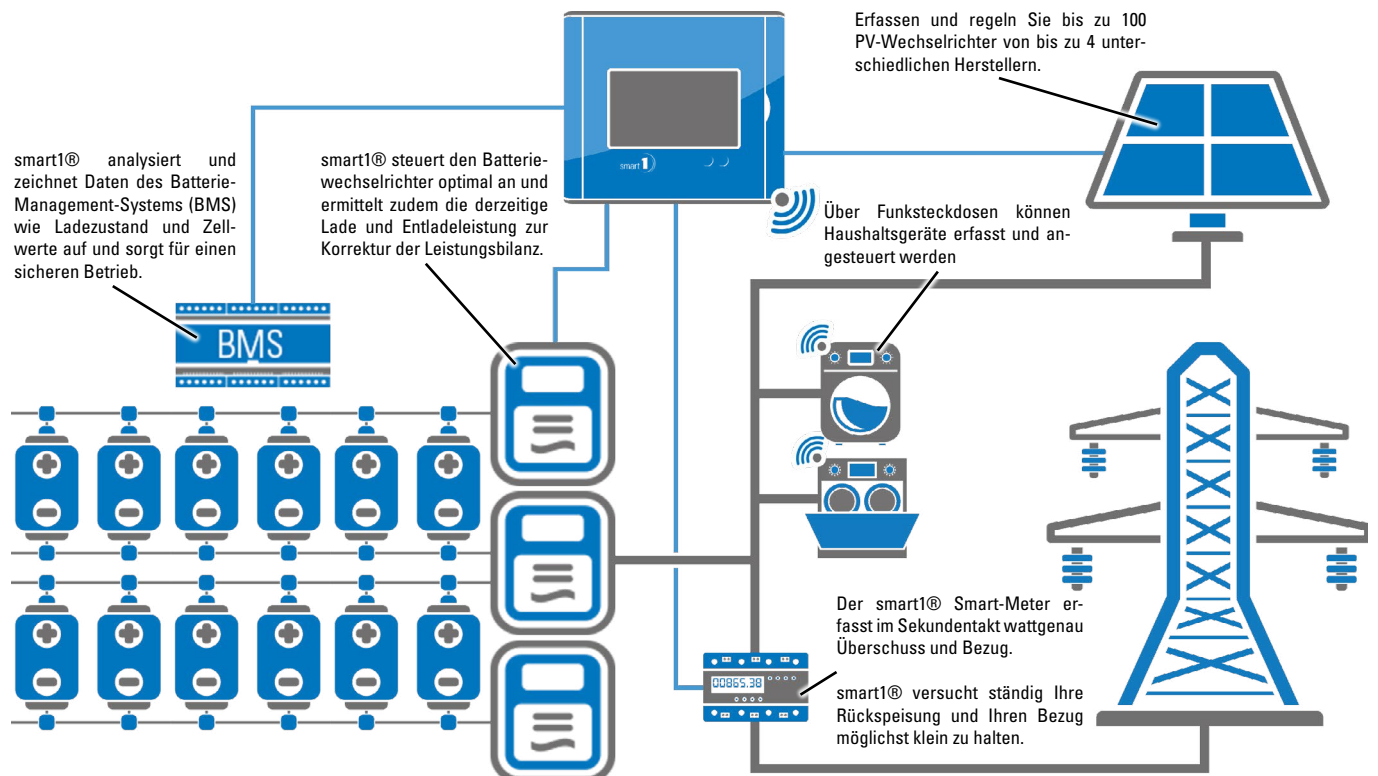 Erfassen und regeln Sie bis zu 100
PV-Wechselrichter von bis zu 4 unter-
schiedlichen Herstellern.
smart1® analysiert und
zeichnet Daten des Batterie-
Management-Systems (BMS)
wie Ladezustand und Zell-
werte auf und sorgt für einen
sicheren Betrieb.
smart1® steuert den Batterie-
wechselrichter optimal an und
ermittelt zudem die derzeitige
Lade und Entladeleistung zur
Korrektur der Leistungsbilanz.
smart 1
Über Funksteckdosen können
Haushaltsgeräte erfasst und an-
gesteuert werden
BMS
Der smart1® Smart-Meter er-
fasst im Sekundentakt wattgenau
Überschuss und Bezug.
smart1® versucht ständig Ihre
Rückspeisung und Ihren Bezug
möglichst klein zu halten.
00865.38